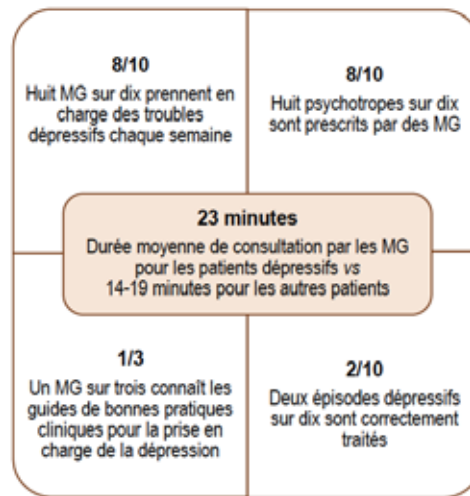 8/10
Huit MG sur dix prennent en
charge des troubles
dépressifs chaque semaine
8/10
Huit psychotropes sur dix
sont prescrits par des MG
23 minutes
Durée moyenne de consultation par les MG
pour les patients dépressifs vs
14-19 minutes pour les autres patients
1/3
Un MG sur trois connaît les
guides de bonnes pratiques
cliniques pour la prise en
charge de la dépression
2/10
Deux épisodes dépressifs
sur dix sont correctement
traités